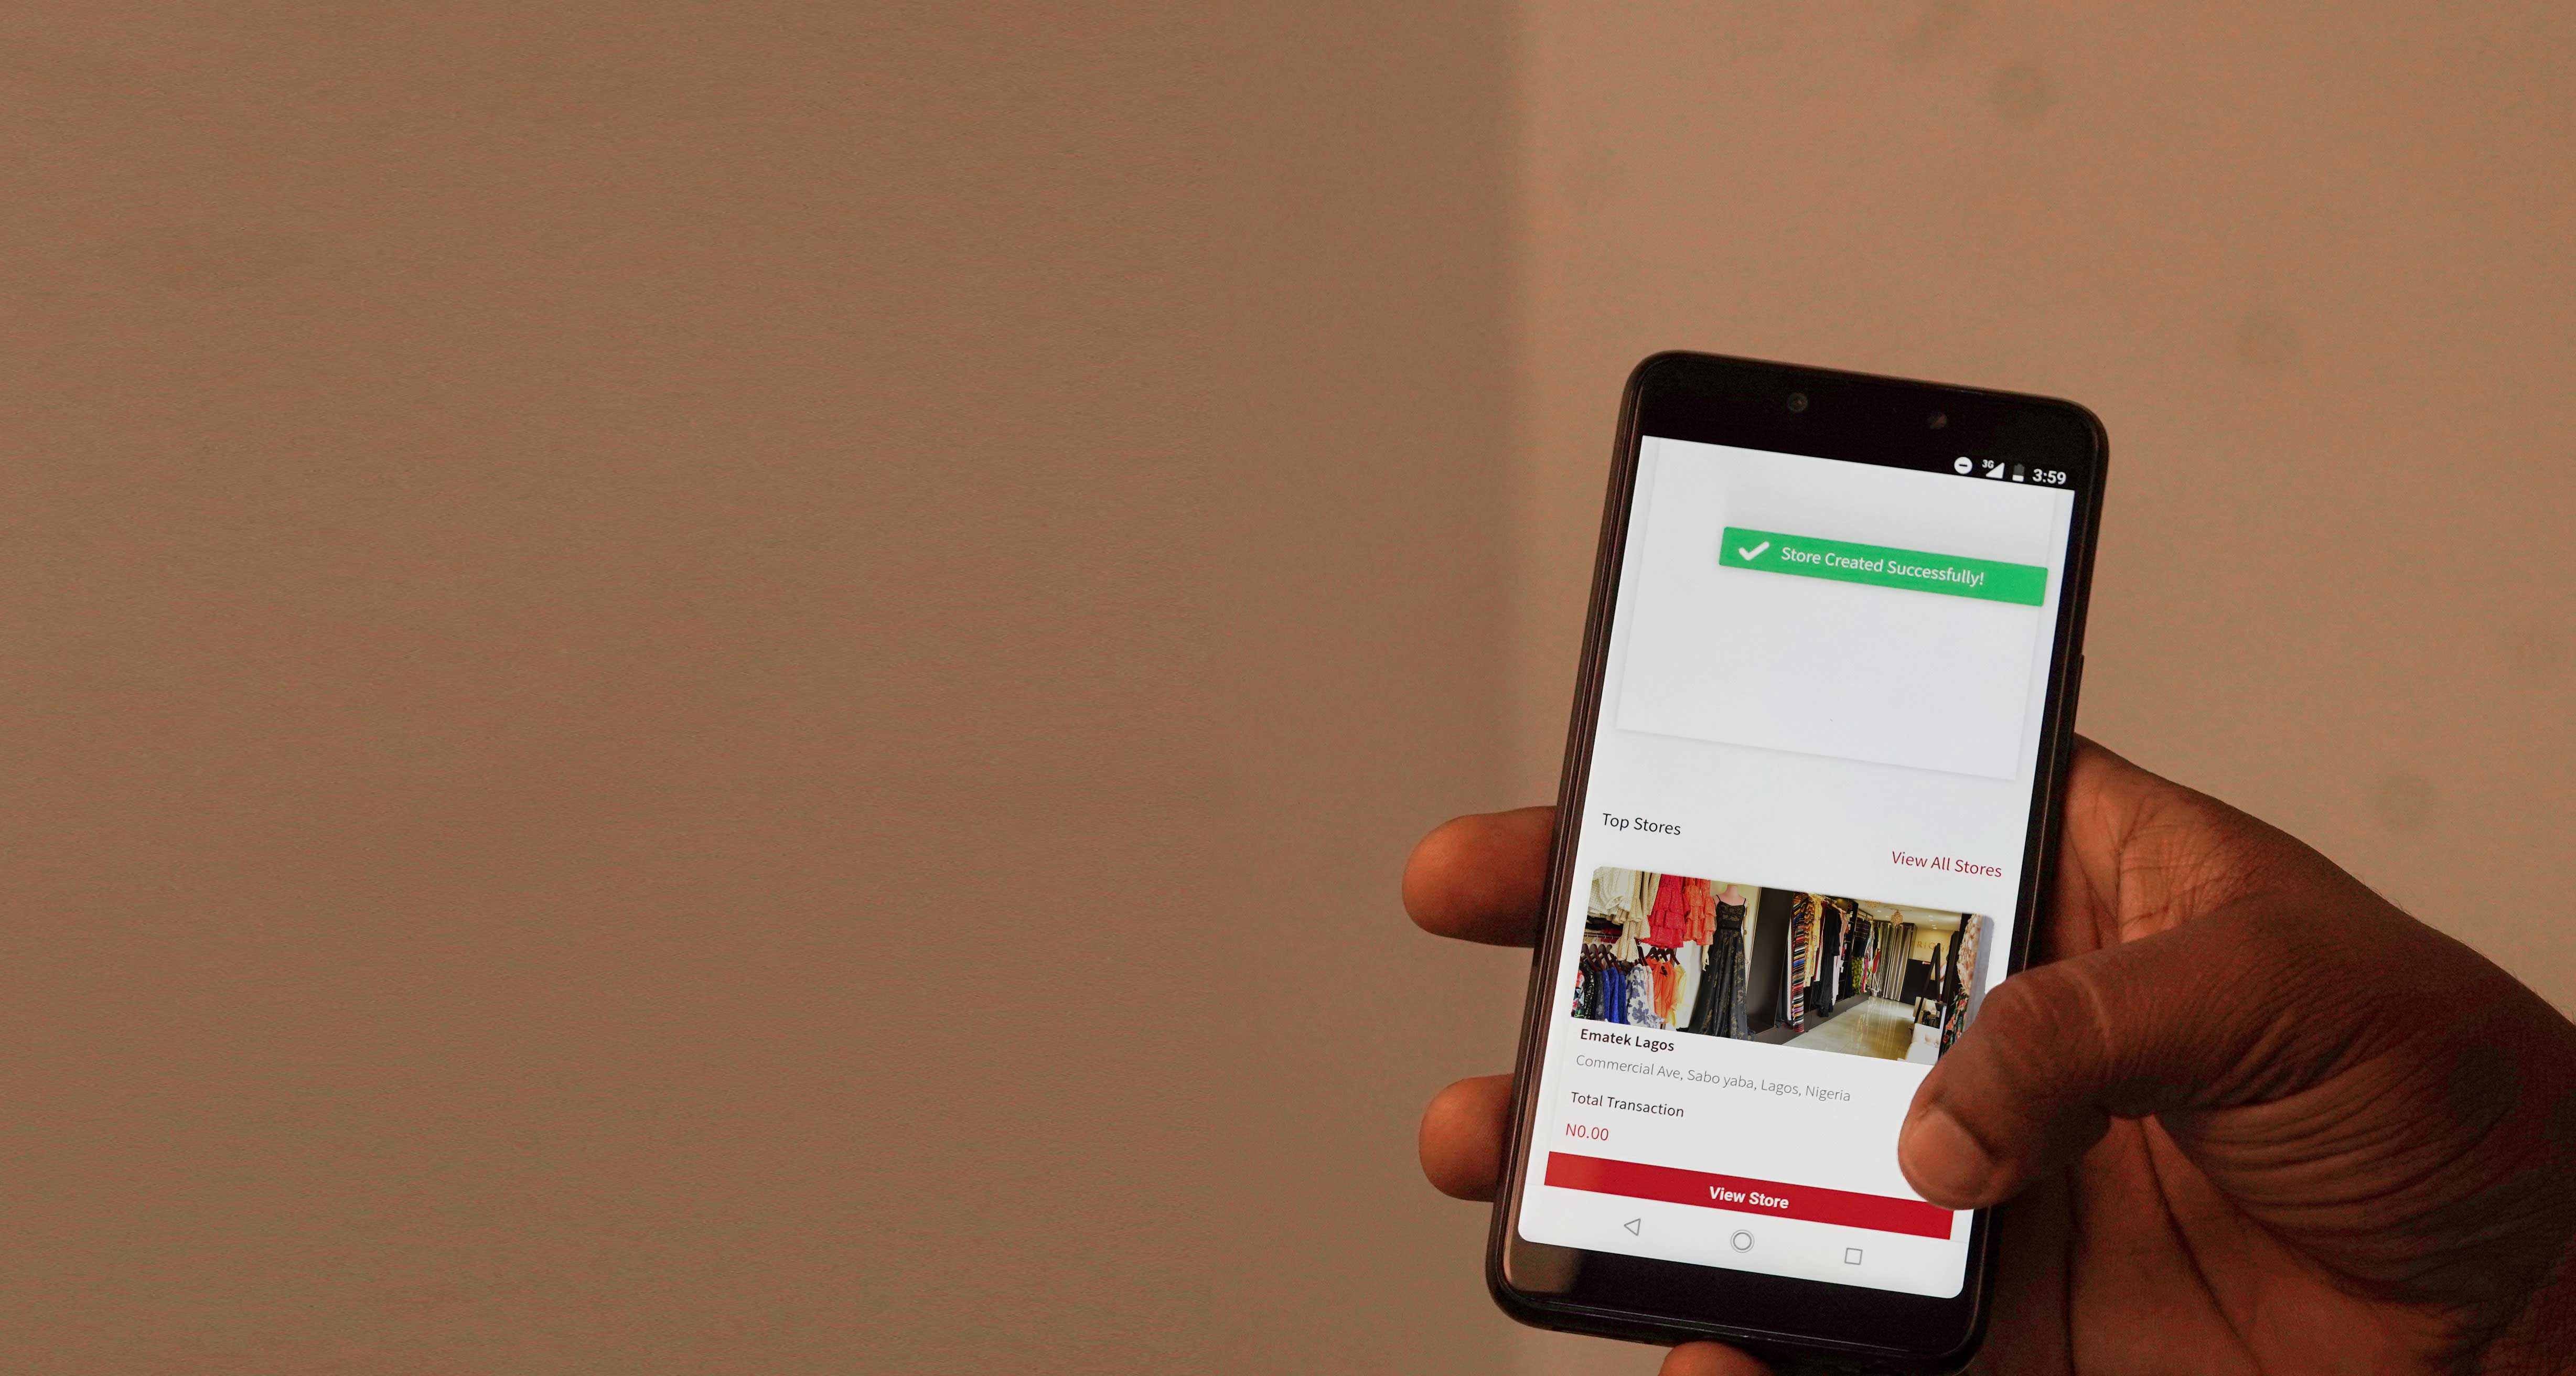 3G 3:59
Store Created Successfully!
Top Stores
View All Stores
Ematek Lagos
Commercial Ave, Sabo yaba, Lagos, Nigeria
Total Transaction
N0.00
View Store